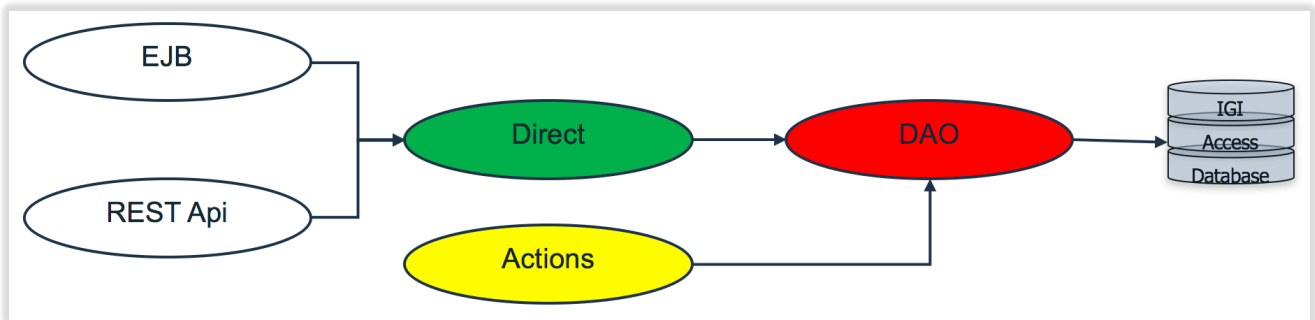 EJB
REST Api
Direct
Actions
DAO
IGI
Access
Database